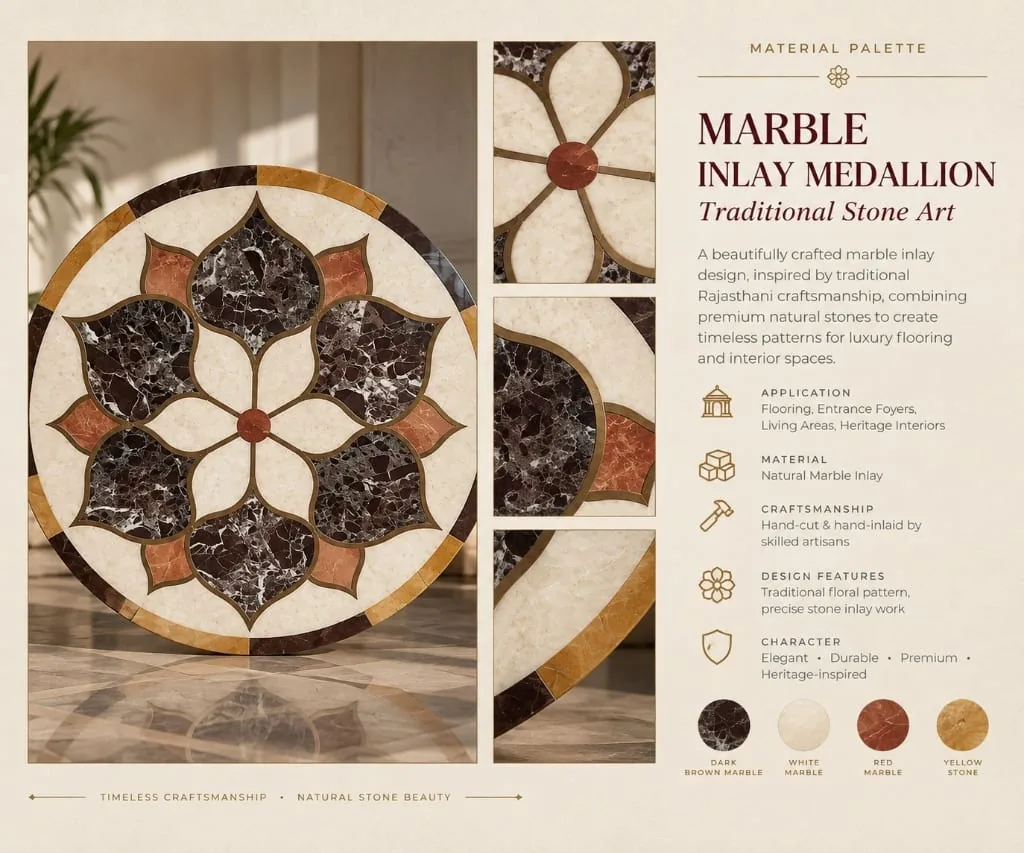 MATERIAL PALETTE
MARBLE
INLAY MEDALLION
Traditional Stone Art
A beautifully crafted marble inlay
design, inspired by traditional
Rajasthani craftsmanship, combining
premium natural stones to create
timeless patterns for luxury flooring
and interior spaces.
APPLICATION
Flooring, Entrance Foyers,
Living Areas, Heritage Interiors
MATERIAL
Natural Marble Inlay
CRAFTSMANSHIP
Hand-cut & hand-inlaid by
skilled artisans
DESIGN FEATURES
Traditional floral pattern,
precise stone inlay work
CHARACTER
Elegant • Durable • Premium •
Heritage-inspired
DARK
BROWN MARBLE
WHITE
MARBLE
RED
MARBLE
YELLOW
STONE
TIMELESS CRAFTSMANSHIP • NATURAL STONE BEAUTY